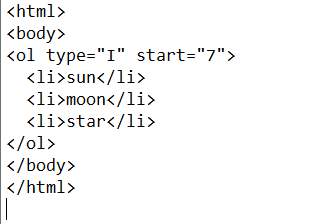 <html>
<body>
<ol type="I" start="7">
  <li>sun</li>
  <li>moon</li>
  <li>star</li>
</ol>
</body>
</html>